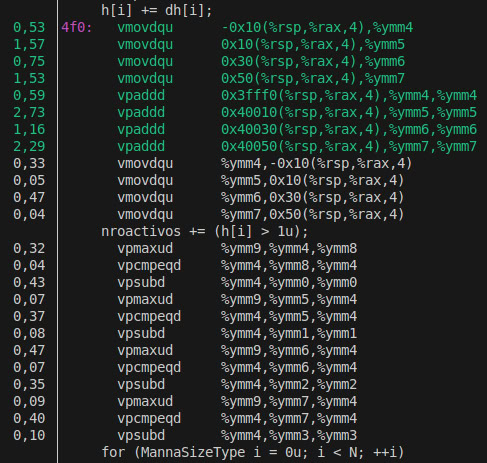 h[i] += dh[i];
0,53 4f0: vmovdqu -0x10(%rsp,%rax,4),%ymm4
1,57 vmovdqu 0x10(%rsp,%rax,4),%ymm5
0,75 vmovdqu 0x30(%rsp,%rax,4),%ymm6
1,53 vmovdqu 0x50(%rsp,%rax,4),%ymm7
0,59 vpaddd 0x3fff0(%rsp,%rax,4),%ymm4,%ymm4
2,73 vpaddd 0x40010(%rsp,%rax,4),%ymm5,%ymm5
1,16 vpaddd 0x40030(%rsp,%rax,4),%ymm6,%ymm6
2,29 vpaddd 0x40050(%rsp,%rax,4),%ymm7,%ymm7
0,33 vmovdqu %ymm4,-0x10(%rsp,%rax,4)
0,05 vmovdqu %ymm5,0x10(%rsp,%rax,4)
0,47 vmovdqu %ymm6,0x30(%rsp,%rax,4)
0,04 vmovdqu %ymm7,0x50(%rsp,%rax,4)
nroactivos += (h[i] > 1u);
0,32 vpmaxud %ymm9,%ymm4,%ymm8
0,04 vpcmpeqd %ymm4,%ymm8,%ymm4
0,43 vpsubd %ymm4,%ymm0,%ymm0
0,07 vpmaxud %ymm9,%ymm5,%ymm4
0,37 vpcmpeqd %ymm4,%ymm5,%ymm4
0,08 vpsubd %ymm4,%ymm1,%ymm1
0,47 vpmaxud %ymm9,%ymm6,%ymm4
0,07 vpcmpeqd %ymm4,%ymm6,%ymm4
0,35 vpsubd %ymm4,%ymm2,%ymm2
0,09 vpmaxud %ymm9,%ymm7,%ymm4
0,40 vpcmpeqd %ymm4,%ymm7,%ymm4
0,10 vpsubd %ymm4,%ymm3,%ymm3
for (MannaSizeType i = 0u; i < N; ++i)